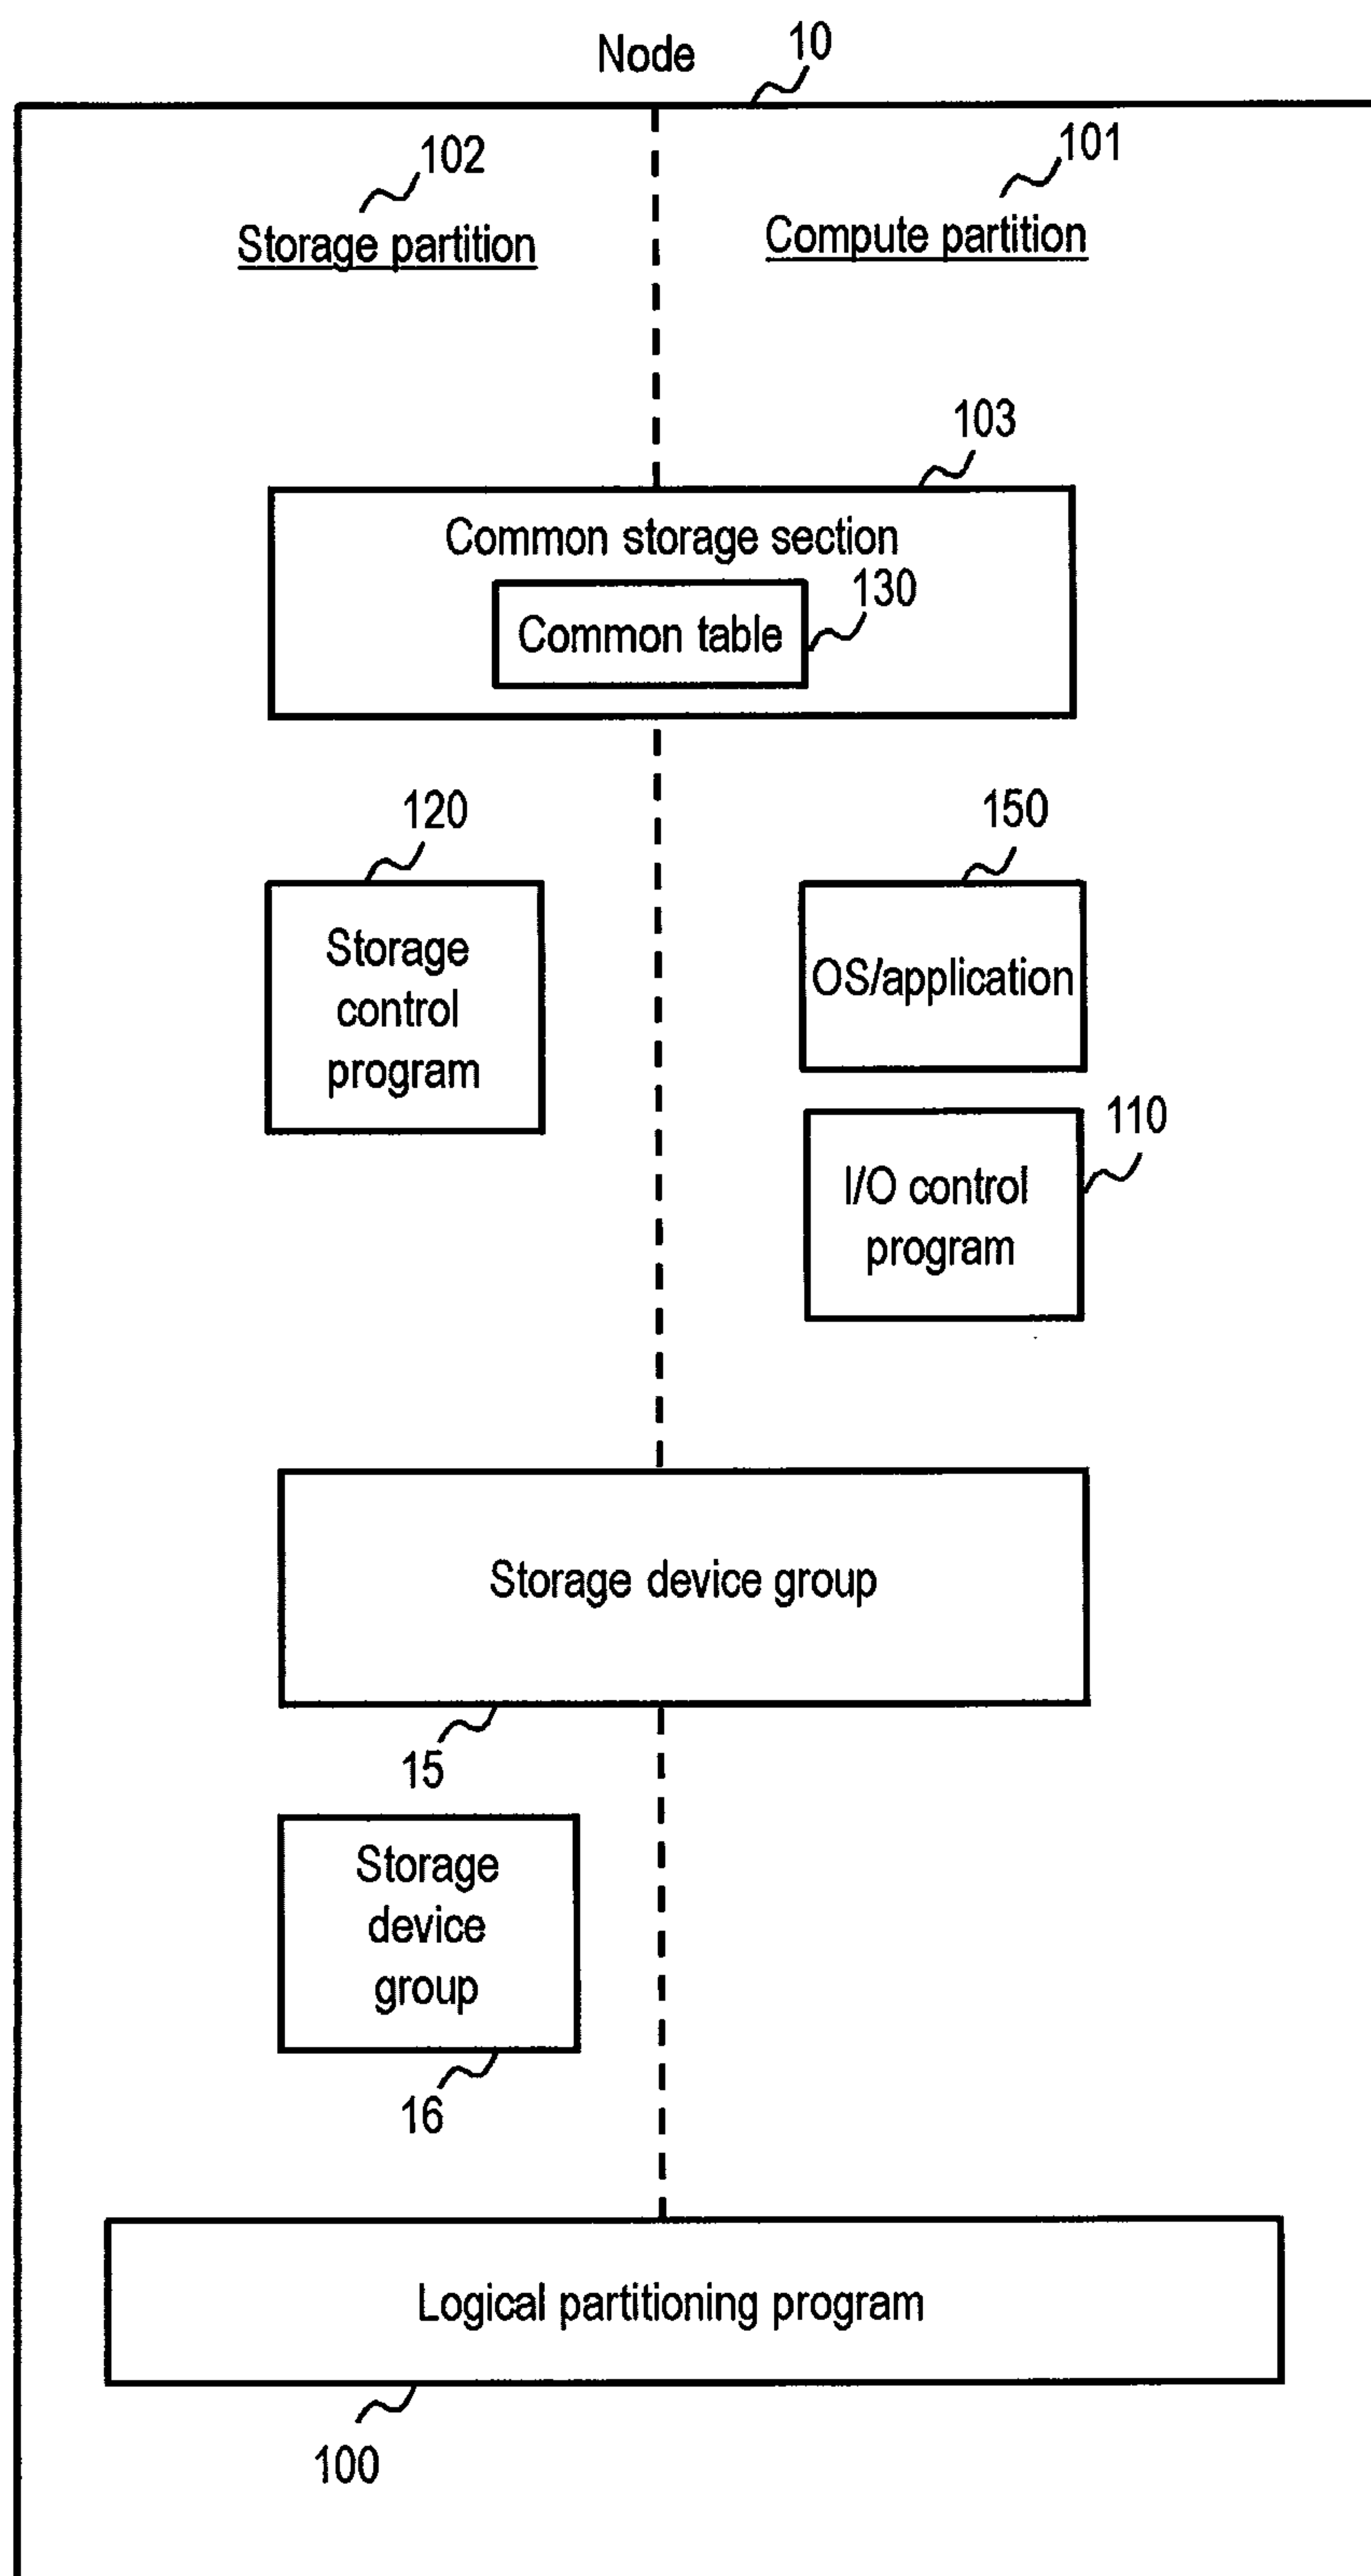 Node
10
102
101
Storage partition
Compute partition
103
Common storage section
130
Common table
120
150
Storage
control
program
OS/application
110
I/O control
program
Storage device group
15
Storage
device
group
16
Logical partitioning program
100